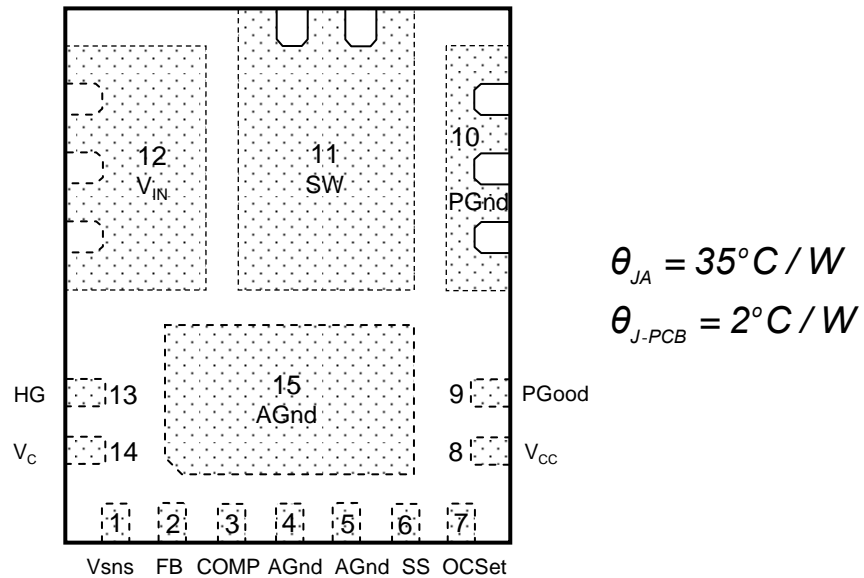 12
V_IN
11
SW
10
PGnd
θ_JA = 35°C / W
θ_J-PCB = 2°C / W
HG 13
15
AGnd
9 PGood
V_C 14
8 V_CC
1 2 3 4 5 6 7
Vsns FB COMP AGnd AGnd SS OCSet